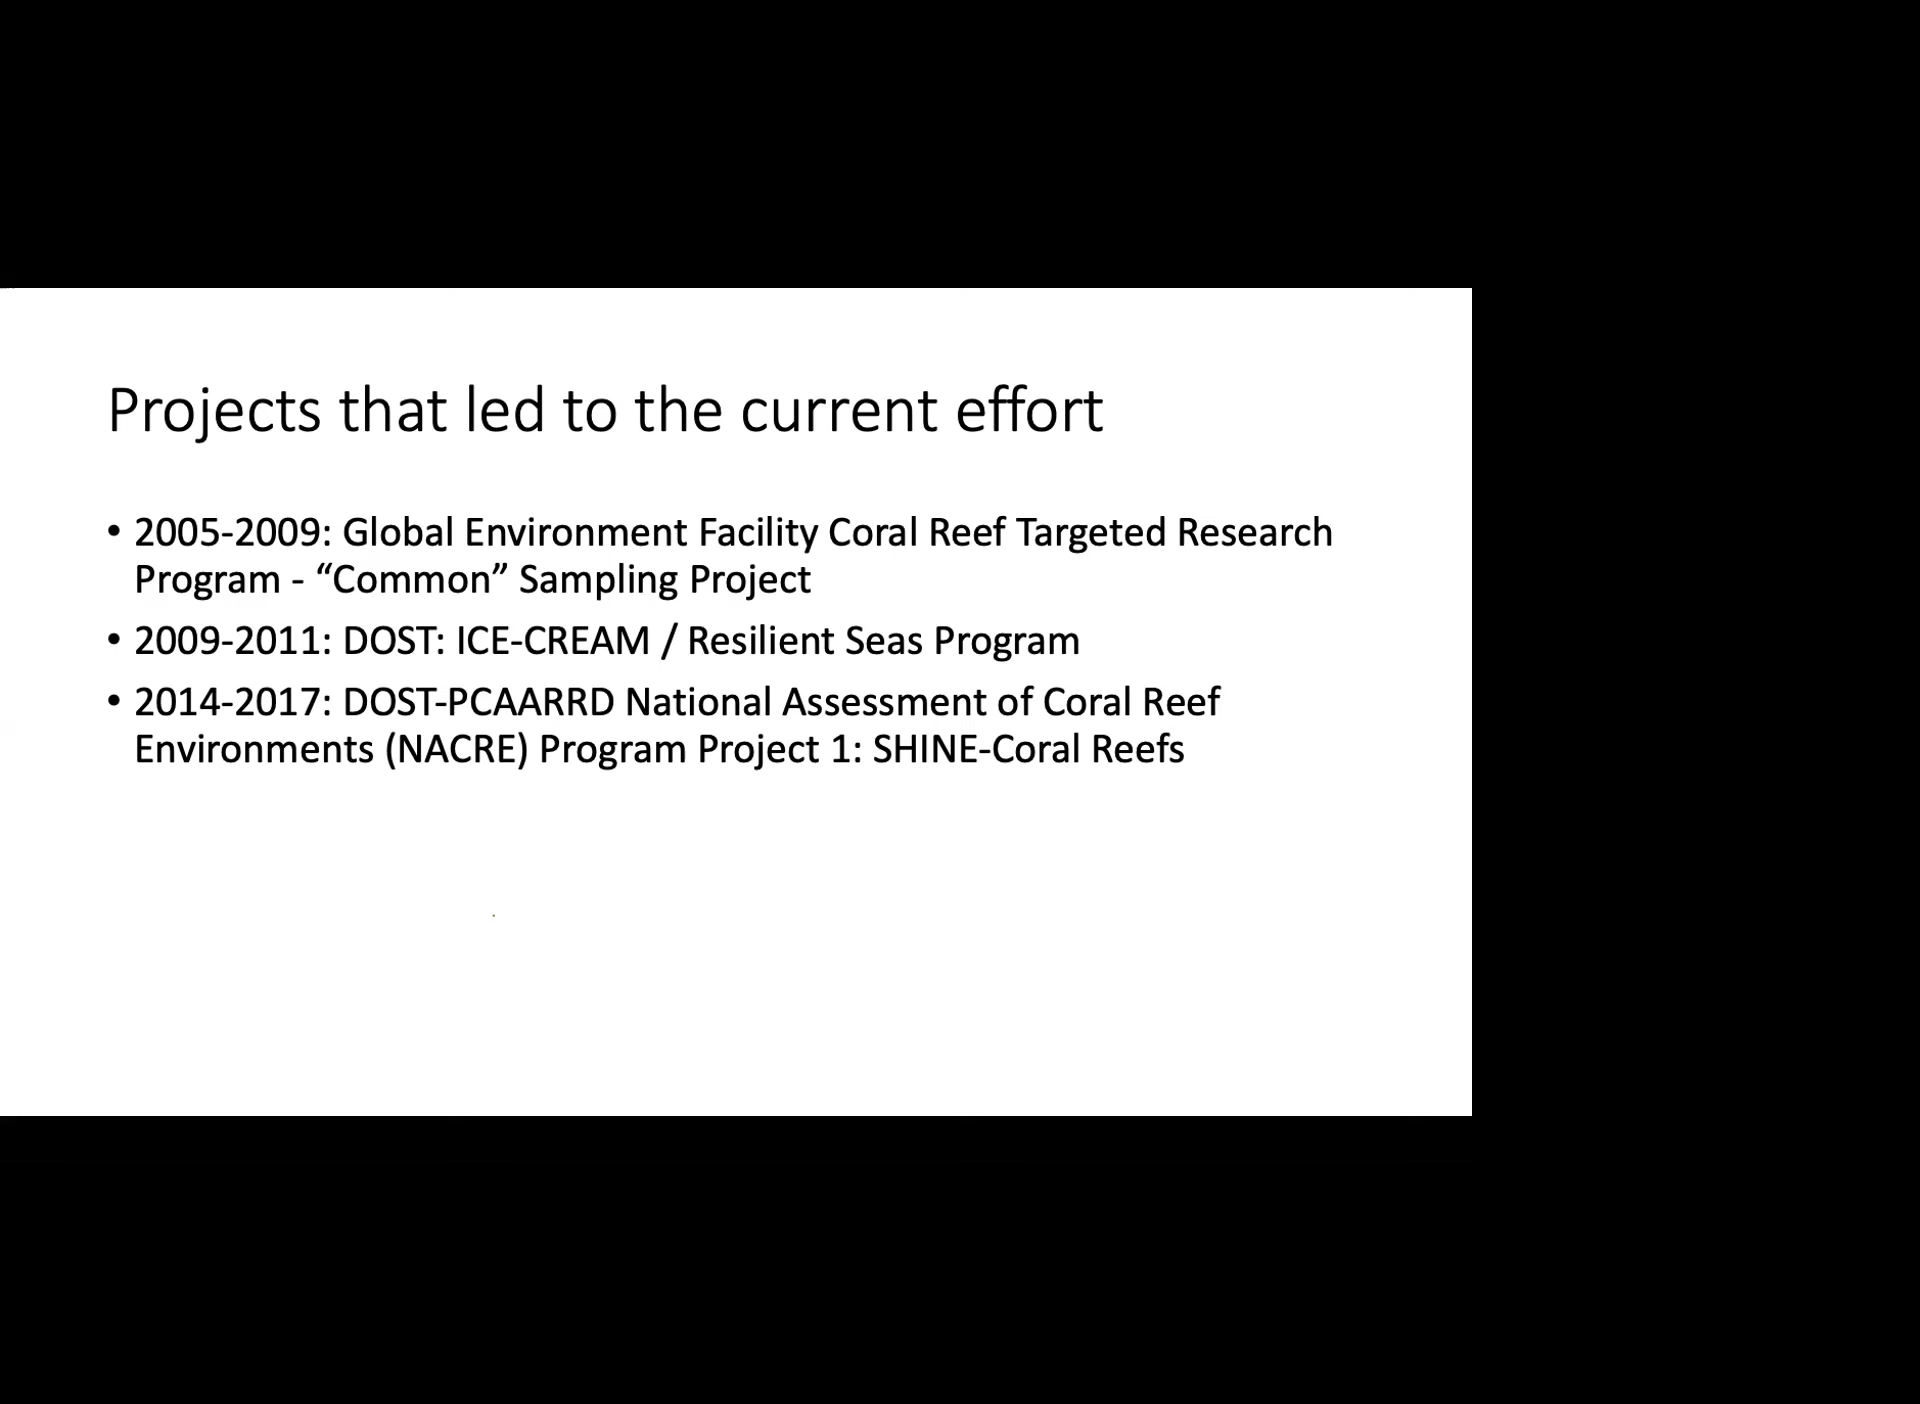 Projects that led to the current effort
• 2005-2009: Global Environment Facility Coral Reef Targeted Research
Program - “Common” Sampling Project
• 2009-2011: DOST: ICE-CREAM / Resilient Seas Program
• 2014-2017: DOST-PCAARRD National Assessment of Coral Reef
Environments (NACRE) Program Project 1: SHINE-Coral Reefs